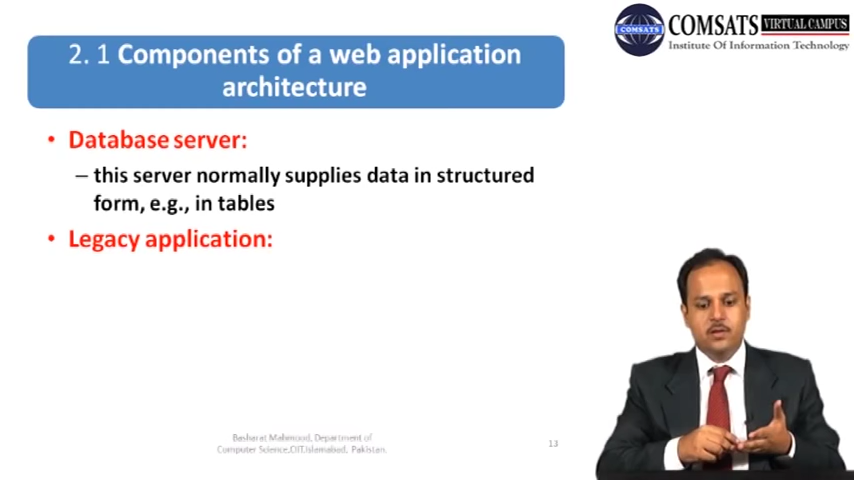 COMSATS
COMSATS VIRTUAL CAMPUS
Institute Of Information Technology
2. 1 Components of a web application
architecture
• Database server:
– this server normally supplies data in structured
form, e.g., in tables
• Legacy application:
Basharat Mahmood, Department of
Computer Science,CIIT,Islamabad, Pakistan.
13